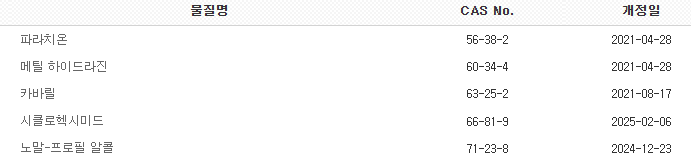 물질명 CAS No. 개정일
파라치온 56-38-2 2021-04-28
메틸 하이드라진 60-34-4 2021-04-28
카바릴 63-25-2 2021-08-17
시클로헥시미드 66-81-9 2025-02-06
노말-프로필 알콜 71-23-8 2024-12-23